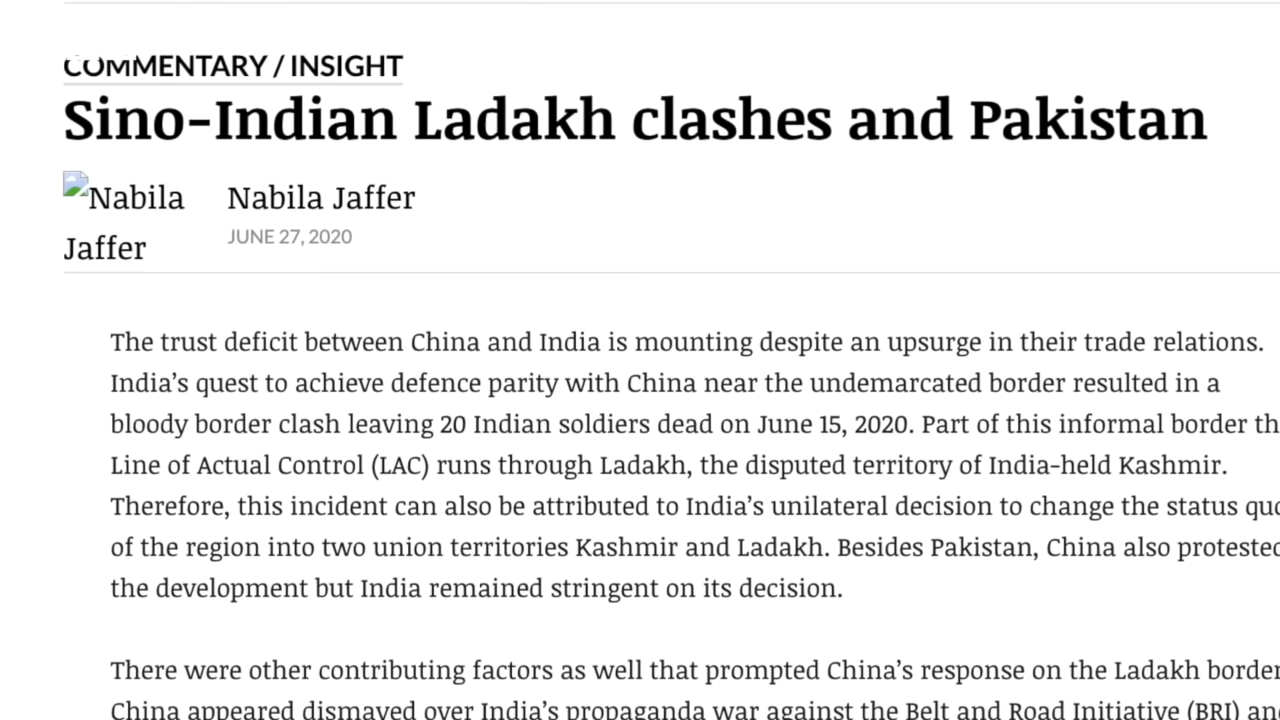 COMMENTARY / INSIGHT
Sino-Indian Ladakh clashes and Pakistan
Nabila Jaffer
Nabila Jaffer
JUNE 27, 2020
The trust deficit between China and India is mounting despite an upsurge in their trade relations.
India's quest to achieve defence parity with China near the undemarcated border resulted in a
bloody border clash leaving 20 Indian soldiers dead on June 15, 2020. Part of this informal border th
Line of Actual Control (LAC) runs through Ladakh, the disputed territory of India-held Kashmir.
Therefore, this incident can also be attributed to India's unilateral decision to change the status quo
of the region into two union territories Kashmir and Ladakh. Besides Pakistan, China also protested
the development but India remained stringent on its decision.
There were other contributing factors as well that prompted China's response on the Ladakh border
China appeared dismayed over India's propaganda war against the Belt and Road Initiative (BRI) and